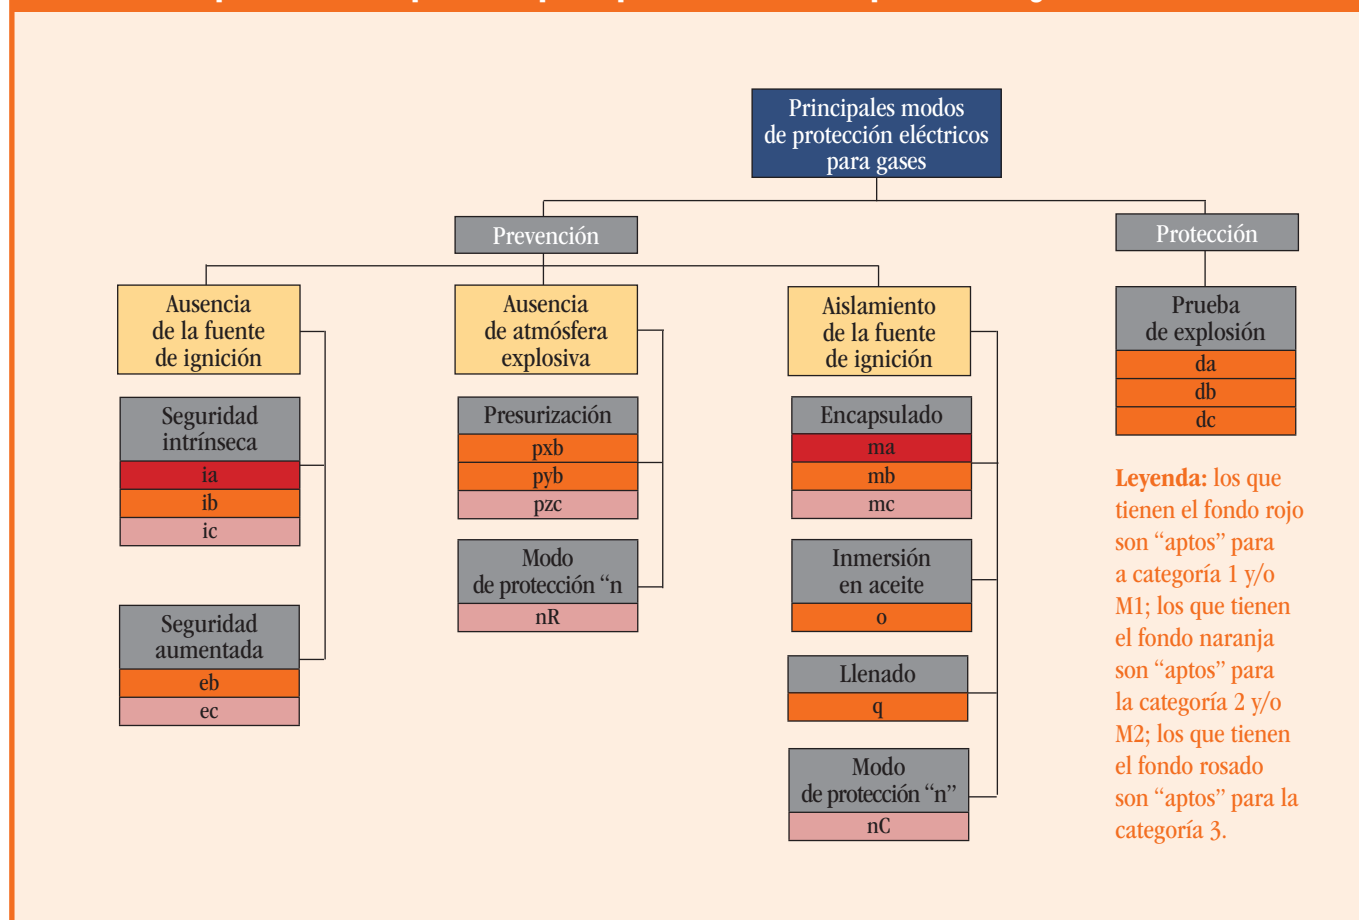 Principales modos
de protección eléctricos
para gases
Prevención
Protección
Ausencia
de la fuente
de ignición
Seguridad
intrínseca
ia
ib
ic
Seguridad
aumentada
eb
ec
Ausencia
de atmósfera
explosiva
Presurización
pxb
pyb
pzc
Modo
de protección “n
nR
Aislamiento
de la fuente
de ignición
Encapsulado
ma
mb
mc
Inmersión
en aceite
o
Llenado
q
Modo
de protección “n”
nC
Prueba
de explosión
da
db
dc
Leyenda: los que
tienen el fondo rojo
son “aptos” para
a categoría 1 y/o
M1; los que tienen
el fondo naranja
son “aptos” para
la categoría 2 y/o
M2; los que tienen
el fondo rosado
son “aptos” para la
categoría 3.